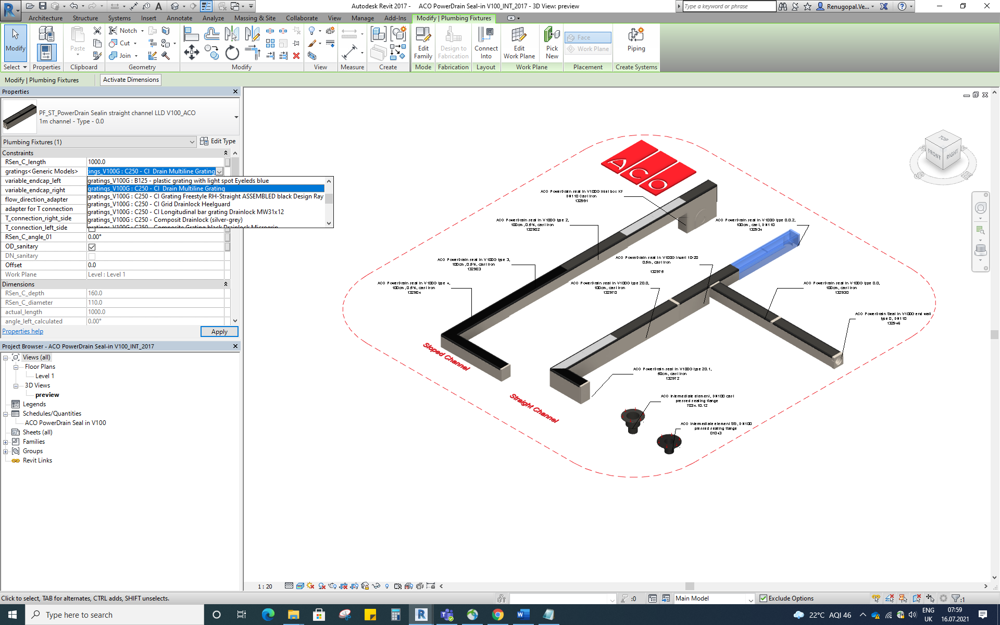 Autodesk Revit 2017 -    ACO PowerDrain Seal-in V100_INT_2017 - 3D View: preview
Type a keyword or phrase
Renugopal.Ve...
Architecture Structure Systems Insert Annotate Analyze Massing & Site Collaborate View Manage Add-Ins Modify | Plumbing Fixtures
Notch
Cut
Join
Modify
Paste
Edit Family
Design to Fabrication
Connect Into
Edit Work Plane
Pick New
Face
Work Plane
Piping
Select Properties Clipboard Geometry Modify View Measure Create Mode Fabrication Layout Work Plane Placement Create Systems
Modify | Plumbing Fixtures
Activate Dimensions
Properties
PF_ST_PowerDrain Sealin straight channel LLD V100_ACO
1m channel - Type - 0.0
Plumbing Fixtures (1)
Edit Type
Constraints
RSen_C_length 1000.0
gratings<Generic Models> tings_V100G : C250 - CI  Drain Multiline Grating
variable_endcap_left
variable_endcap_right
flow_direction_adapter
adapter for T connection
T_connection_right_side
T_connection_left_side
gratings_V100G : B125 - plastic grating with light spot Eyeleds blue
gratings_V100G : C250 - CI  Drain Multiline Grating
gratings_V100G : C250 - CI Grating Freestyle RH-Straight ASSEMBLED black Design Ray
gratings_V100G : C250 - CI Grid Drainlock Heelguard
gratings_V100G : C250 - CI Longitudinal bar grating Drainlock MW31x12
gratings_V100G : C250 - Composit Drainlock (silver-grey)
gratings_V100G : C250 - Composite Grating black Drainlock Microgrip
RSen_C_angle_01 0.00°
OD_sanitary
DN_sanitary
Offset 0.0
Work Plane Level : Level 1
Dimensions
RSen_C_depth 160.0
RSen_C_diameter 110.0
actual_length 1000.0
angle_left_calculated 0.00°
Properties help
Apply
Project Browser - ACO PowerDrain Seal-in V100_INT_2017
Views (all)
Floor Plans
Level 1
3D Views
preview
Legends
Schedules/Quantities
ACO PowerDrain Seal in V100
Sheets (all)
Families
Groups
Revit Links
ACO
TOP
FRONT
RIGHT
ACO PowerDrain seal in V100G inlet box KF
DN110 Cast iron
132991
ACO PowerDrain seal in V100G type 2,
100cm, 0.5%, cast iron
132902
ACO PowerDrain seal in V100G type 0.0.2,
100cm, cast, DN110
132934
ACO PowerDrain seal in V100G type 3,
100cm, 0.5%, cast iron
132903
ACO PowerDrain seal in V100G invert 10-20
0.5m, cast iron
132975
ACO PowerDrain seal in V100G type 4,
100cm, 0.5%, cast iron
132904
ACO PowerDrain seal in V100G type 20.0,
100cm, cast iron
132970
ACO PowerDrain seal in V100G type 0.0,
100cm, cast iron
132930
ACO PowerDrain Seal in V100G end wall
type 0, DN110
132946
Sloped Channel
ACO PowerDrain seal in V100G type 20.1,
50cm, cast iron
132972
Straight Channel
ACO Intermediate element, DN100 cast
pressed sealing flange
7034.10.12
ACO Intermediate element SS, DN100
pressed sealing flange
01043
1 : 20
Click to select, TAB for alternates, CTRL adds, SHIFT unselects.
:0
Main Model
Exclude Options
:1
Type here to search
22°C AQI 46
ENG
UK
07:59
16.07.2021